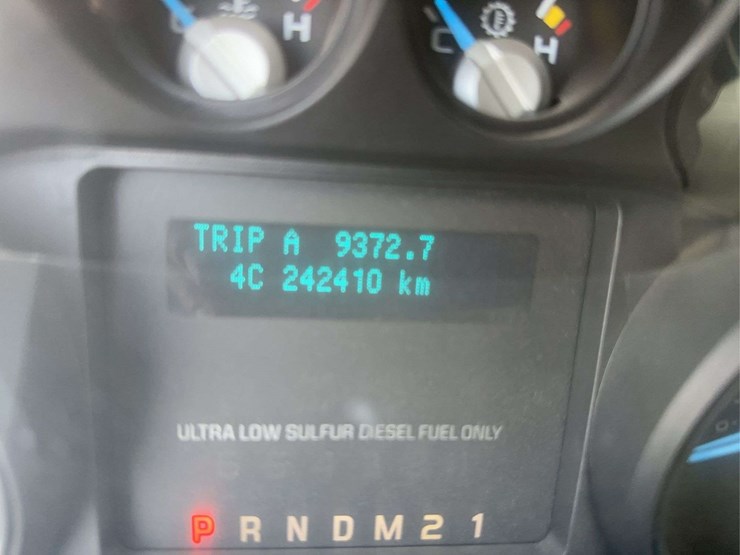 C H C H
TRIP A 9372.7
4C 242410 km
ULTRA LOW SULFUR DIESEL FUEL ONLY
P R N D M 2 1